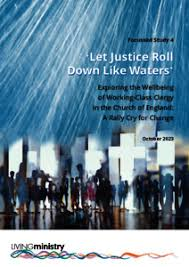 Focussed Study 4
'Let Justice Roll
Down Like Waters'
Exploring the Wellbeing
of Working-Class Clergy
in the Church of England:
A Rally Cry for Change
October 2023
LIVINGministry